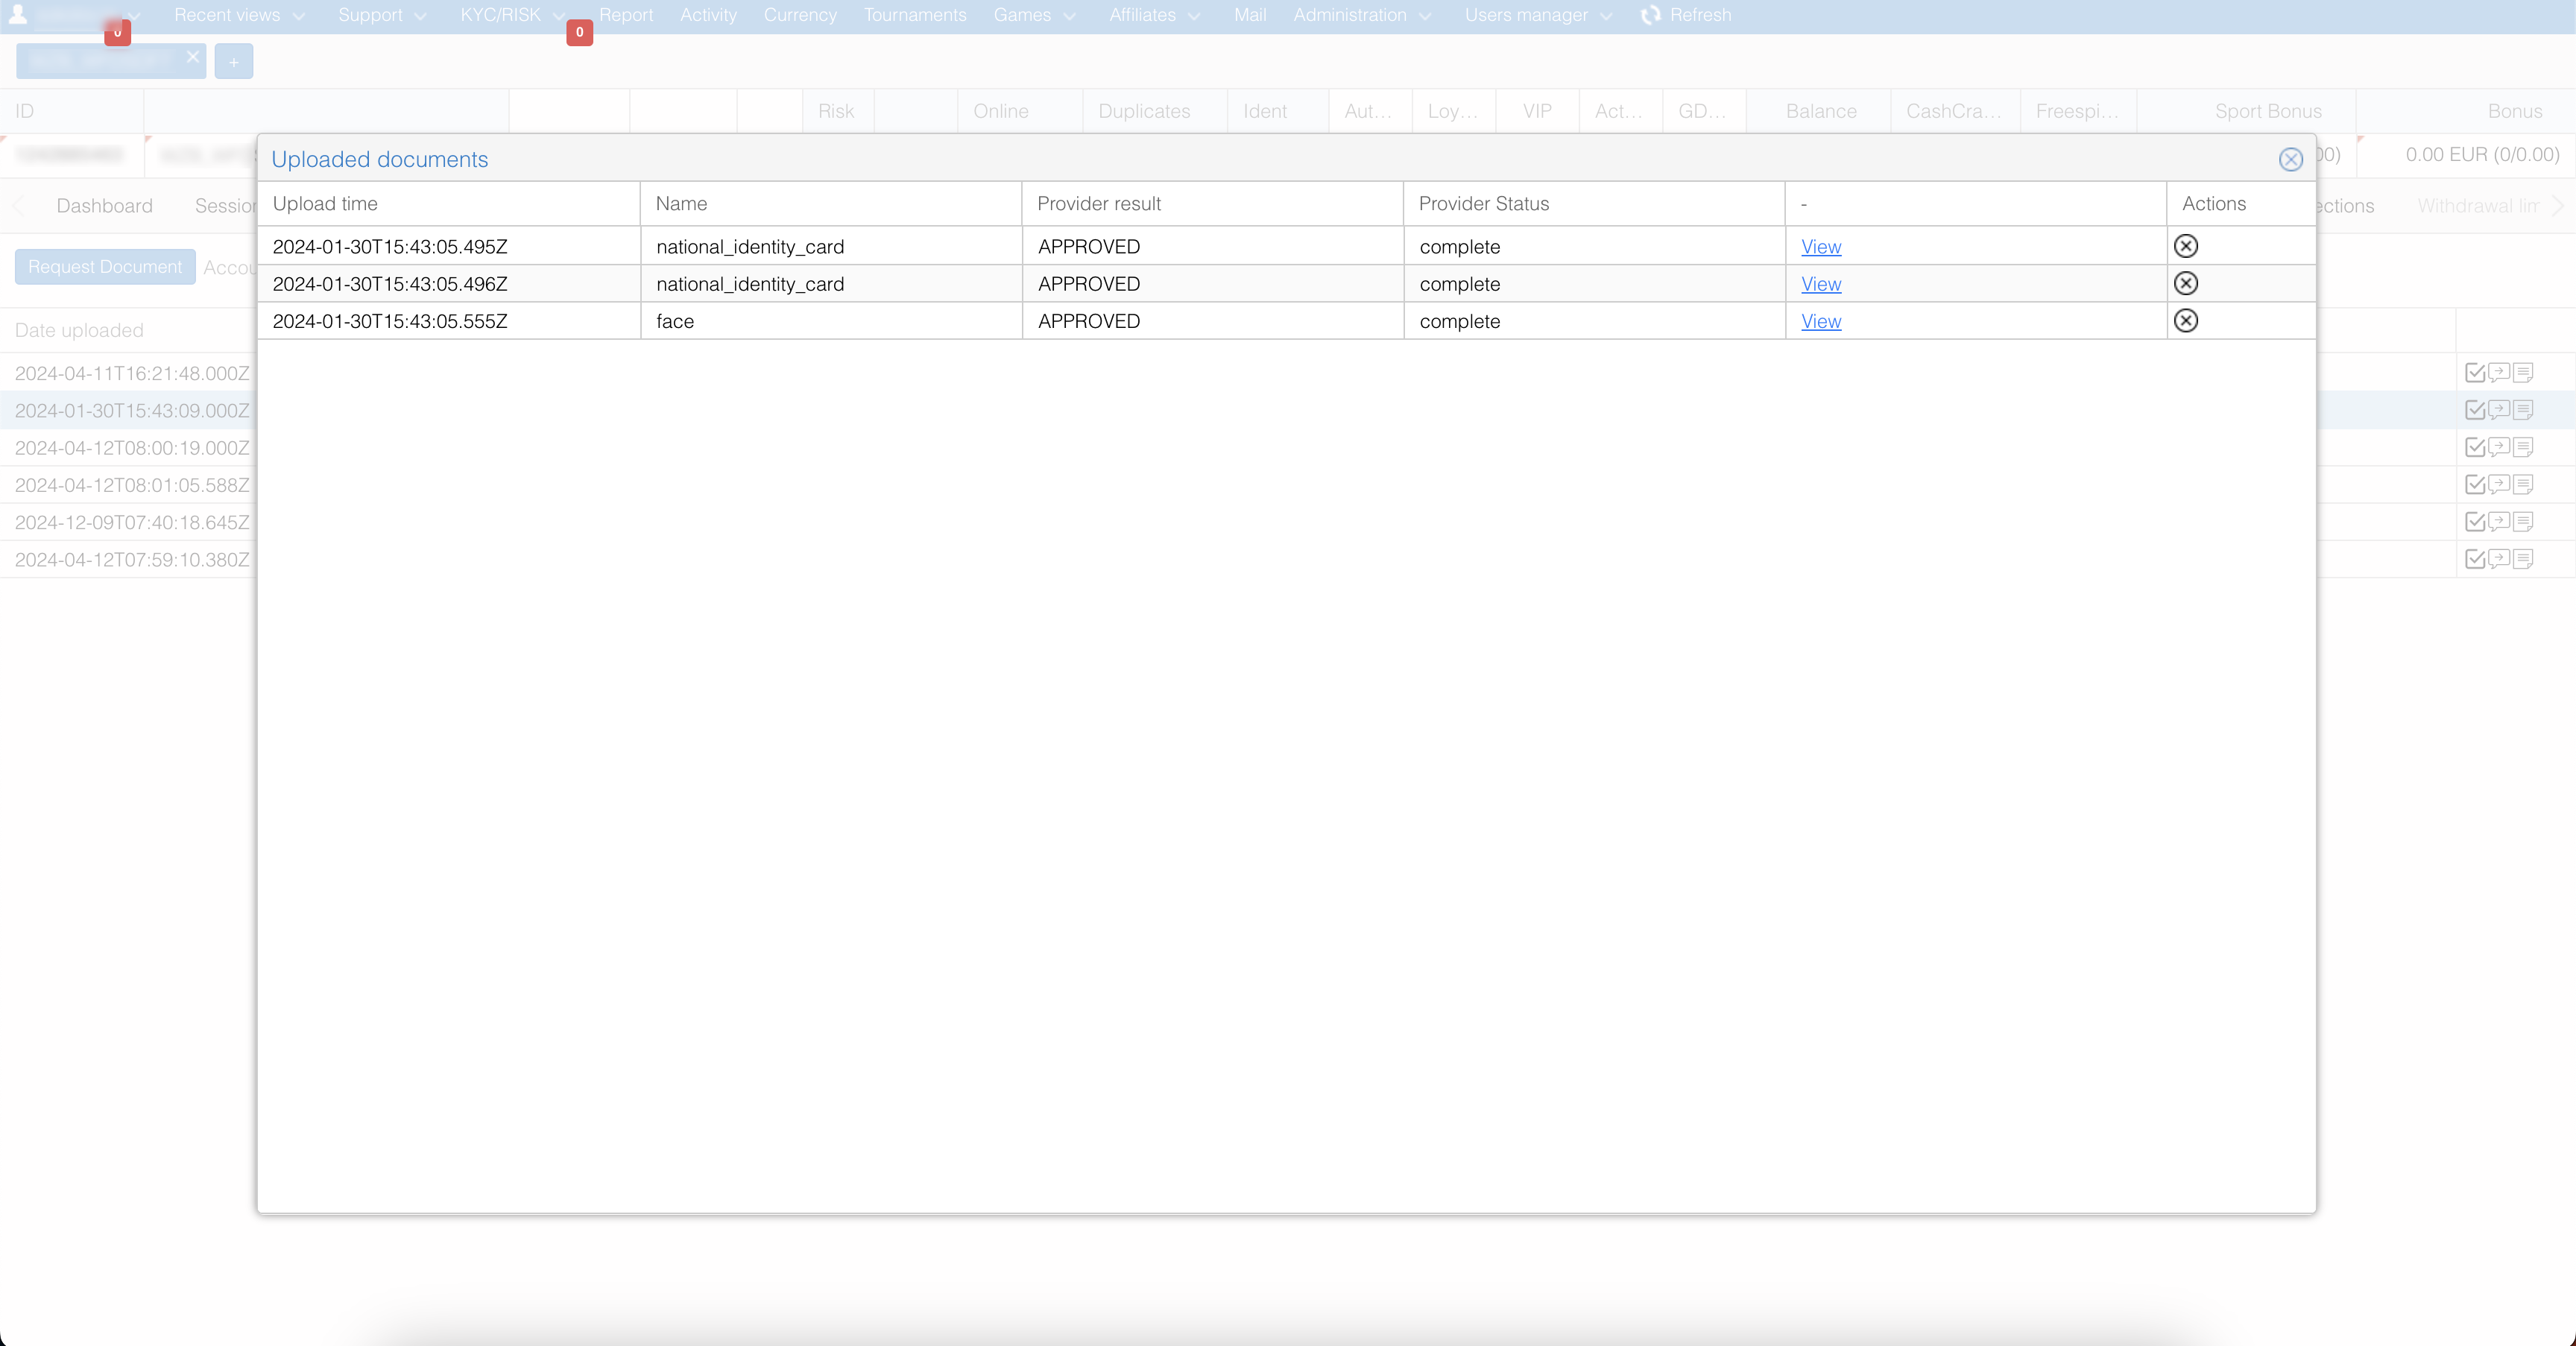 Recent views Support KYC/RISK Report Activity Currency Tournaments Games Affiliates Mail Administration Users manager Refresh
0 0
+
ID Risk Online Duplicates Ident Aut... Loy... VIP Act... GD... Balance CashCra... Freespi... Sport Bonus Bonus
Uploaded documents
00) 0.00 EUR (0/0.00)
Upload time Name Provider result Provider Status - Actions
Dashboard Session ections Withdrawal lim
2024-01-30T15:43:05.495Z national_identity_card APPROVED complete View
Request Document Accou
2024-01-30T15:43:05.496Z national_identity_card APPROVED complete View
2024-01-30T15:43:05.555Z face APPROVED complete View
Date uploaded
2024-04-11T16:21:48.000Z
2024-01-30T15:43:09.000Z
2024-04-12T08:00:19.000Z
2024-04-12T08:01:05.588Z
2024-12-09T07:40:18.645Z
2024-04-12T07:59:10.380Z